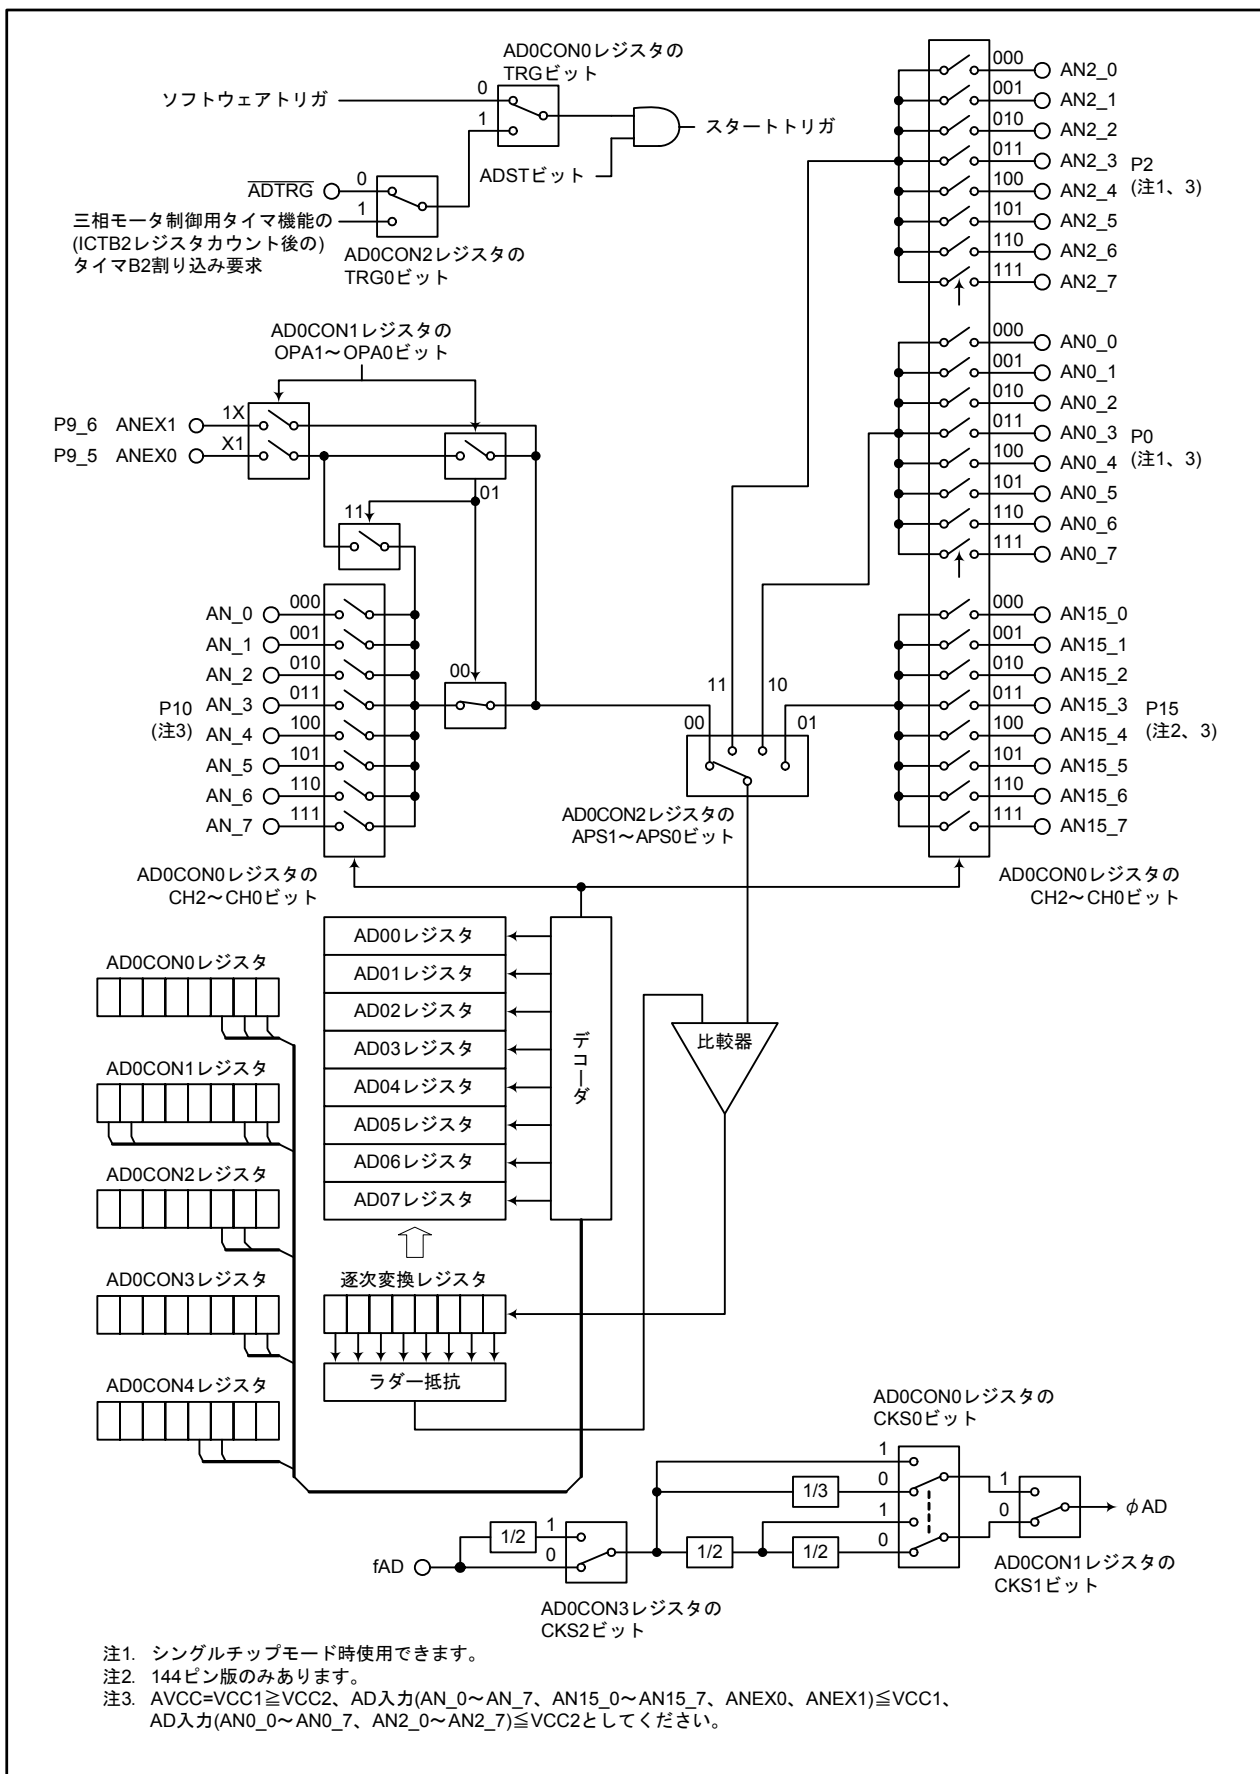 AD0CON0レジスタの
TRGビット
ソフトウェアトリガ
0
1
スタートトリガ
ADSTビット
ADTRG
0
1
三相モータ制御用タイマ機能の
(ICTB2レジスタカウント後の)
タイマB2割り込み要求
AD0CON2レジスタの
TRG0ビット
000 AN2_0
001 AN2_1
010 AN2_2
011 AN2_3
100 AN2_4
101 AN2_5
110 AN2_6
111 AN2_7
P2
(注1、3)
AD0CON1レジスタの
OPA1～OPA0ビット
P9_6 ANEX1 1X
P9_5 ANEX0 X1
01
11
000 AN0_0
001 AN0_1
010 AN0_2
011 AN0_3
100 AN0_4
101 AN0_5
110 AN0_6
111 AN0_7
P0
(注1、3)
AN_0 000
AN_1 001
AN_2 010
AN_3 011
AN_4 100
AN_5 101
AN_6 110
AN_7 111
P10
(注3)
00
11
10
00
01
AD0CON2レジスタの
APS1～APS0ビット
000 AN15_0
001 AN15_1
010 AN15_2
011 AN15_3
100 AN15_4
101 AN15_5
110 AN15_6
111 AN15_7
P15
(注2、3)
AD0CON0レジスタの
CH2～CH0ビット
AD0CON0レジスタの
CH2～CH0ビット
AD0CON0レジスタ
AD0CON1レジスタ
AD0CON2レジスタ
AD0CON3レジスタ
AD0CON4レジスタ
AD00レジスタ
AD01レジスタ
AD02レジスタ
AD03レジスタ
AD04レジスタ
AD05レジスタ
AD06レジスタ
AD07レジスタ
デコーダ
比較器
逐次変換レジスタ
ラダー抵抗
AD0CON0レジスタの
CKS0ビット
1
0
1
0
1/3
1/2
1/2
1/2
fAD
1
0
AD0CON3レジスタの
CKS2ビット
1
0
φAD
AD0CON1レジスタの
CKS1ビット
注1. シングルチップモード時使用できます。
注2. 144ピン版のみあります。
注3. AVCC=VCC1≧VCC2、AD入力(AN_0～AN_7、AN15_0～AN15_7、ANEX0、ANEX1)≦VCC1、
AD入力(AN0_0～AN0_7、AN2_0～AN2_7)≦VCC2としてください。